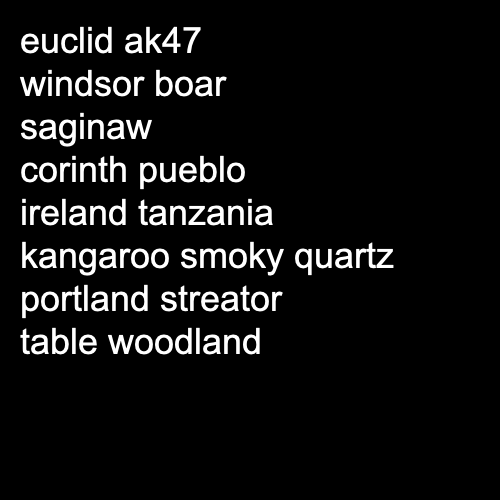 euclid ak47
windsor boar
saginaw
corinth pueblo
ireland tanzania
kangaroo smoky quartz
portland streator
table woodland